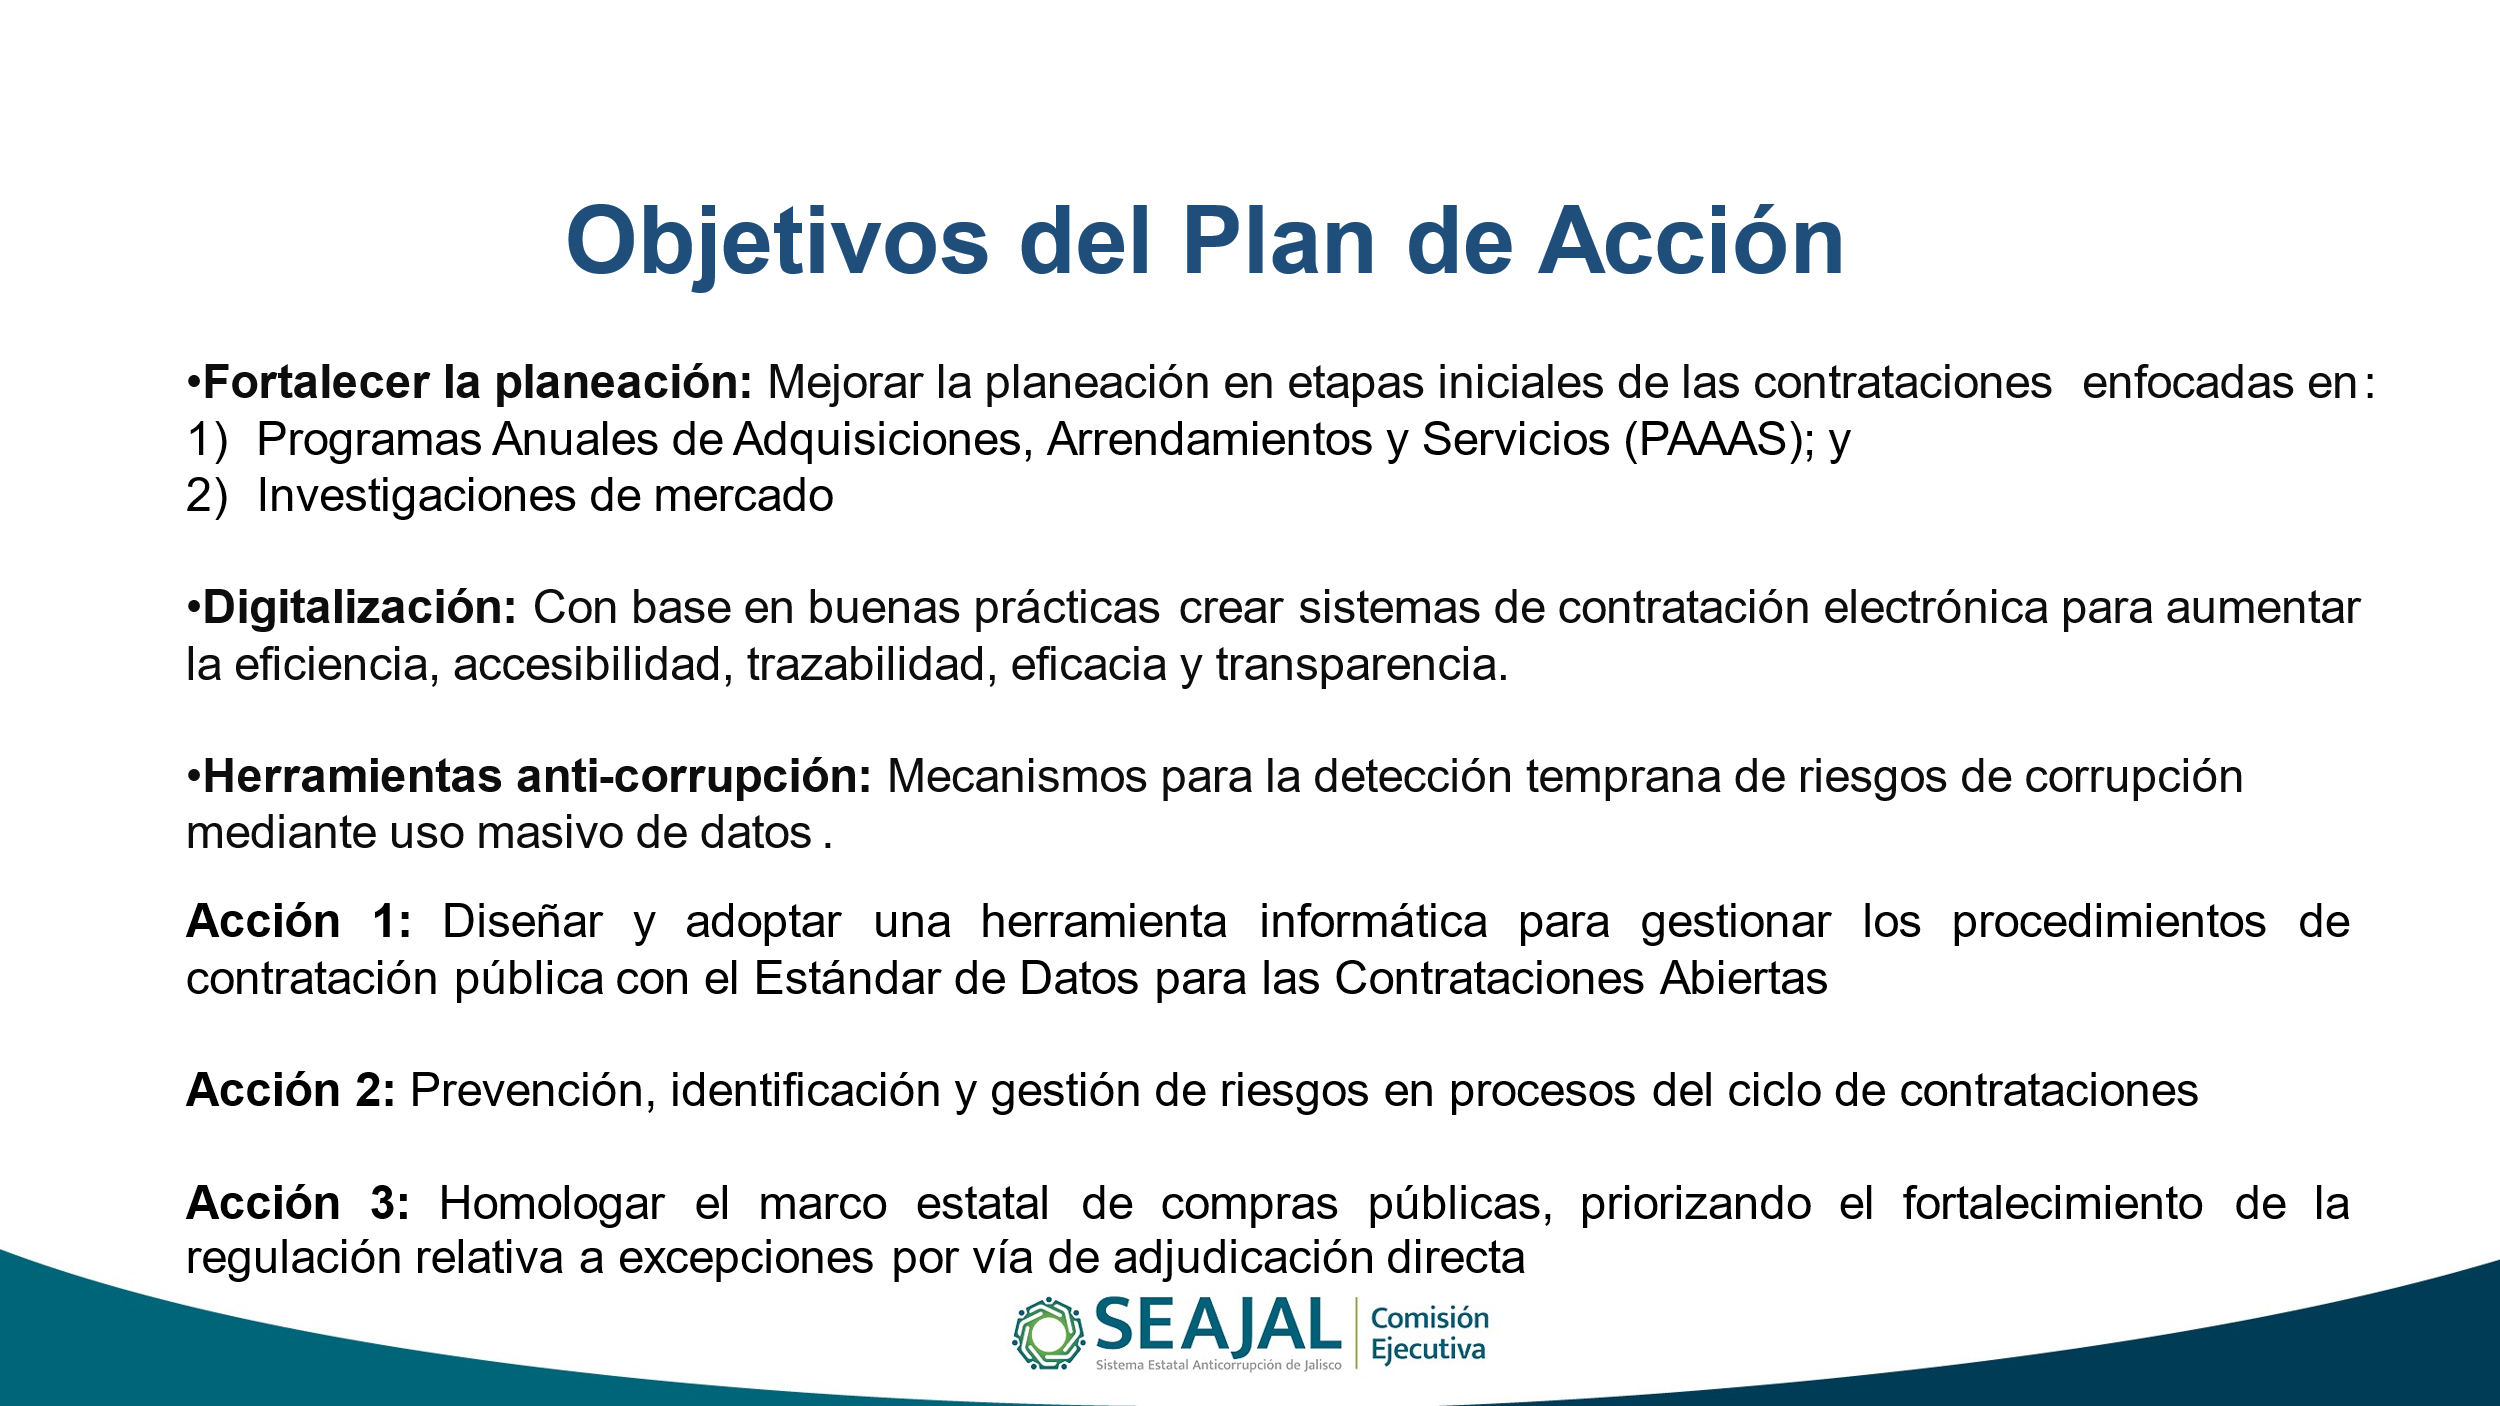 Objetivos del Plan de Acción
•Fortalecer la planeación: Mejorar la planeación en etapas iniciales de las contrataciones enfocadas en:
1) Programas Anuales de Adquisiciones, Arrendamientos y Servicios (PAAAS); y
2) Investigaciones de mercado
•Digitalización: Con base en buenas prácticas crear sistemas de contratación electrónica para aumentar
la eficiencia, accesibilidad, trazabilidad, eficacia y transparencia.
•Herramientas anti-corrupción: Mecanismos para la detección temprana de riesgos de corrupción
mediante uso masivo de datos.
Acción 1: Diseñar y adoptar una herramienta informática para gestionar los procedimientos de
contratación pública con el Estándar de Datos para las Contrataciones Abiertas
Acción 2: Prevención, identificación y gestión de riesgos en procesos del ciclo de contrataciones
Acción 3: Homologar el marco estatal de compras públicas, priorizando el fortalecimiento de la
regulación relativa a excepciones por vía de adjudicación directa
SEAJAL
Sistema Estatal Anticorrupción de Jalisco
Comisión
Ejecutiva